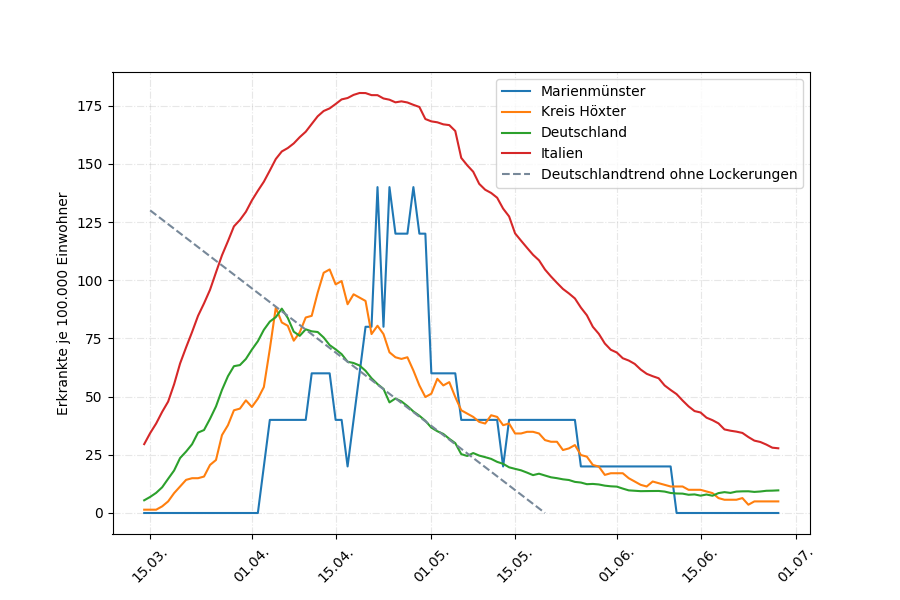 Erkrankte je 100.000 Einwohner
175
150
125
100
75
50
25
0
Marienmünster
Kreis Höxter
Deutschland
Italien
Deutschlandtrend ohne Lockerungen
15.03.
01.04.
15.04.
01.05.
15.05.
01.06.
15.06.
01.07.